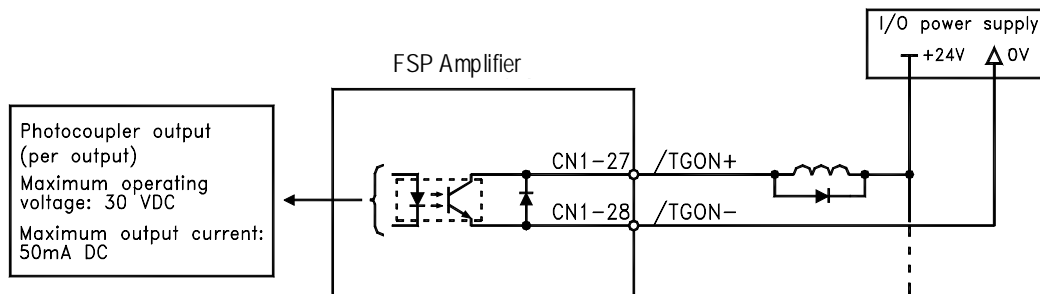 I/O power supply
+24V
0V
FSP Amplifier
Photocoupler output
(per output)
Maximum operating
voltage: 30 VDC
Maximum output current:
50mA DC
CN1-27
/TGON+
CN1-28
/TGON-